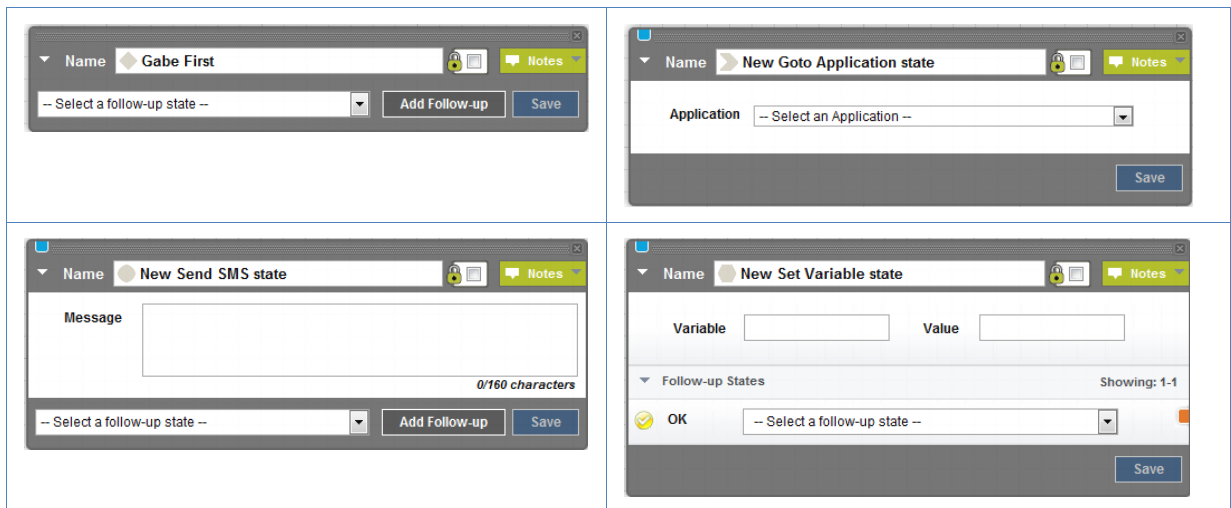 Name Gabe First Notes
-- Select a follow-up state -- Add Follow-up Save
Name New Goto Application state Notes
Application -- Select an Application --
Save
Name New Send SMS state Notes
Message
0/160 characters
-- Select a follow-up state -- Add Follow-up Save
Name New Set Variable state Notes
Variable Value
Follow-up States Showing: 1-1
OK -- Select a follow-up state --
Save